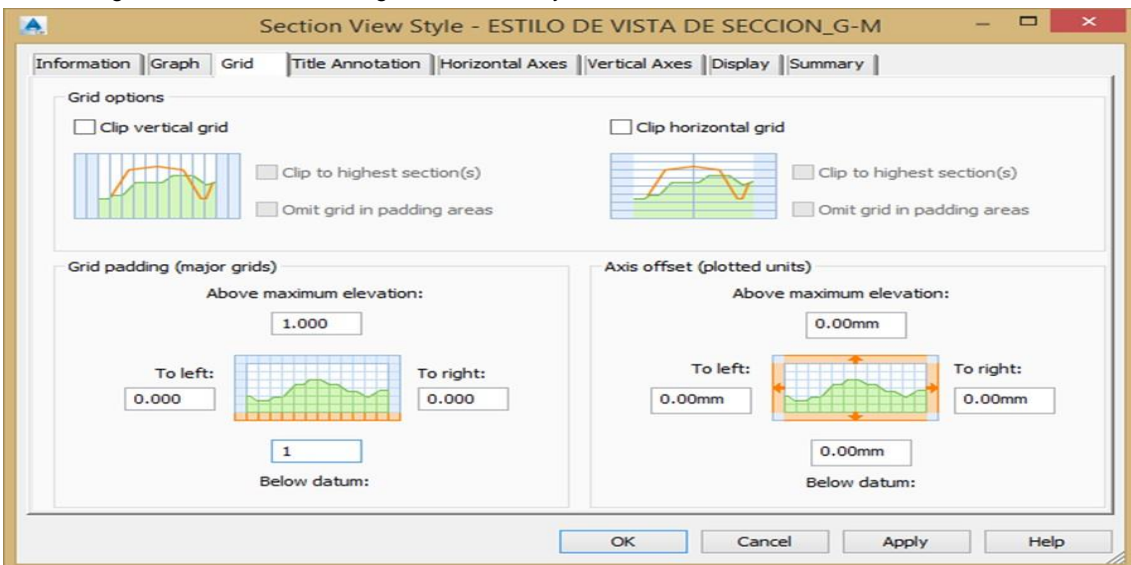 Section View Style - ESTILO DE VISTA DE SECCION_G-M
Information Graph Grid Title Annotation Horizontal Axes Vertical Axes Display Summary
Grid options
Clip vertical grid
Clip to highest section(s)
Omit grid in padding areas
Clip horizontal grid
Clip to highest section(s)
Omit grid in padding areas
Grid padding (major grids)
Above maximum elevation:
1.000
To left:
0.000
To right:
0.000
1
Below datum:
Axis offset (plotted units)
Above maximum elevation:
0.00mm
To left:
0.00mm
To right:
0.00mm
0.00mm
Below datum:
OK Cancel Apply Help